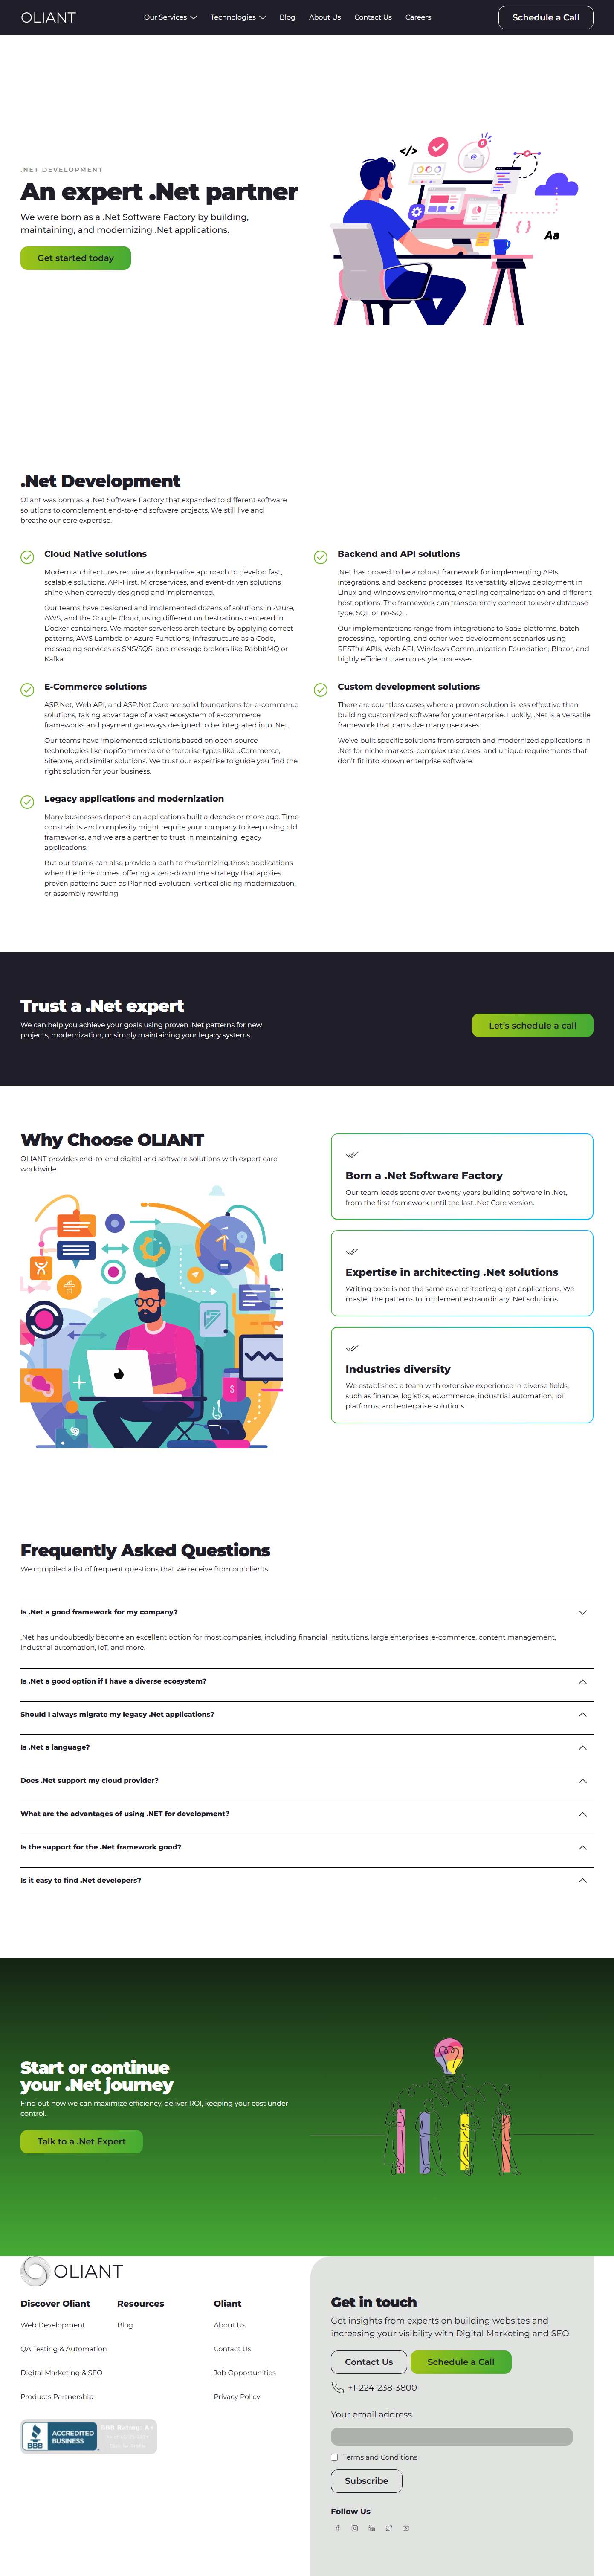 OLIANT
Our Services
Technologies
Blog
About Us
Contact Us
Careers
Schedule a Call
.NET DEVELOPMENT
An expert .Net partner
We were born as a .Net Software Factory by building,
maintaining, and modernizing .Net applications.
Get started today
</>
{ }
Aa
.Net Development
Oliant was born as a .Net Software Factory that expanded to different software
solutions to complement end-to-end software projects. We still live and
breathe our core expertise.
Cloud Native solutions
Modern architectures require a cloud-native approach to develop fast,
scalable solutions. API-First, Microservices, and event-driven solutions
shine when correctly designed and implemented.
Our teams have designed and implemented dozens of solutions in Azure,
AWS, and the Google Cloud, using different orchestrations centered in
Docker containers. We master serverless architecture by applying correct
patterns, AWS Lambda or Azure Functions, Infrastructure as a Code,
messaging services as SNS/SQS, and message brokers like RabbitMQ or
Kafka.
Backend and API solutions
.Net has proved to be a robust framework for implementing APIs,
integrations, and backend processes. Its versatility allows deployment in
Linux and Windows environments, enabling containerization and different
host options. The framework can transparently connect to every database
type, SQL or no-SQL.
Our implementations range from integrations to SaaS platforms, batch
processing, reporting, and other web development scenarios using
RESTful APIs, Web API, Windows Communication Foundation, Blazor, and
highly efficient daemon-style processes.
E-Commerce solutions
ASP.Net, Web API, and ASP.Net Core are solid foundations for e-commerce
solutions, taking advantage of a vast ecosystem of e-commerce
frameworks and payment gateways designed to be integrated into .Net.
Our teams have implemented solutions based on open-source
technologies like nopCommerce or enterprise types like uCommerce,
Sitecore, and similar solutions. We trust our expertise to guide you find the
right solution for your business.
Custom development solutions
There are countless cases where a proven solution is less effective than
building customized software for your enterprise. Luckily, .Net is a versatile
framework that can solve many use cases.
We've built specific solutions from scratch and modernized applications in
.Net for niche markets, complex use cases, and unique requirements that
don't fit into known enterprise software.
Legacy applications and modernization
Many businesses depend on applications built a decade or more ago. Time
constraints and complexity might require your company to keep using old
frameworks, and we are a partner to trust in maintaining legacy
applications.
But our teams can also provide a path to modernizing those applications
when the time comes, offering a zero-downtime strategy that applies
proven patterns such as Planned Evolution, vertical slicing modernization,
or assembly rewriting.
Trust a .Net expert
We can help you achieve your goals using proven .Net patterns for new
projects, modernization, or simply maintaining your legacy systems.
Let's schedule a call
Why Choose OLIANT
OLIANT provides end-to-end digital and software solutions with expert care
worldwide.
Born a .Net Software Factory
Our team leads spent over twenty years building software in .Net,
from the first framework until the last .Net Core version.
Expertise in architecting .Net solutions
Writing code is not the same as architecting great applications. We
master the patterns to implement extraordinary .Net solutions.
Industries diversity
We established a team with extensive experience in diverse fields,
such as finance, logistics, eCommerce, industrial automation, IoT
platforms, and enterprise solutions.
Frequently Asked Questions
We compiled a list of frequent questions that we receive from our clients.
Is .Net a good framework for my company?
.Net has undoubtedly become an excellent option for most companies, including financial institutions, large enterprises, e-commerce, content management,
industrial automation, IoT, and more.
Is .Net a good option if I have a diverse ecosystem?
Should I always migrate my legacy .Net applications?
Is .Net a language?
Does .Net support my cloud provider?
What are the advantages of using .NET for development?
Is the support for the .Net framework good?
Is it easy to find .Net developers?
Start or continue
your .Net journey
Find out how we can maximize efficiency, deliver ROI, keeping your cost under
control.
Talk to a .Net Expert
OLIANT
Discover Oliant
Web Development
QA Testing & Automation
Digital Marketing & SEO
Products Partnership
Resources
Blog
Oliant
About Us
Contact Us
Job Opportunities
Privacy Policy
BBB
ACCREDITED
BUSINESS
BBB Rating: A+
Get in touch
Get insights from experts on building websites and
increasing your visibility with Digital Marketing and SEO
Contact Us
Schedule a Call
+1-224-238-3800
Your email address
Terms and Conditions
Subscribe
Follow Us